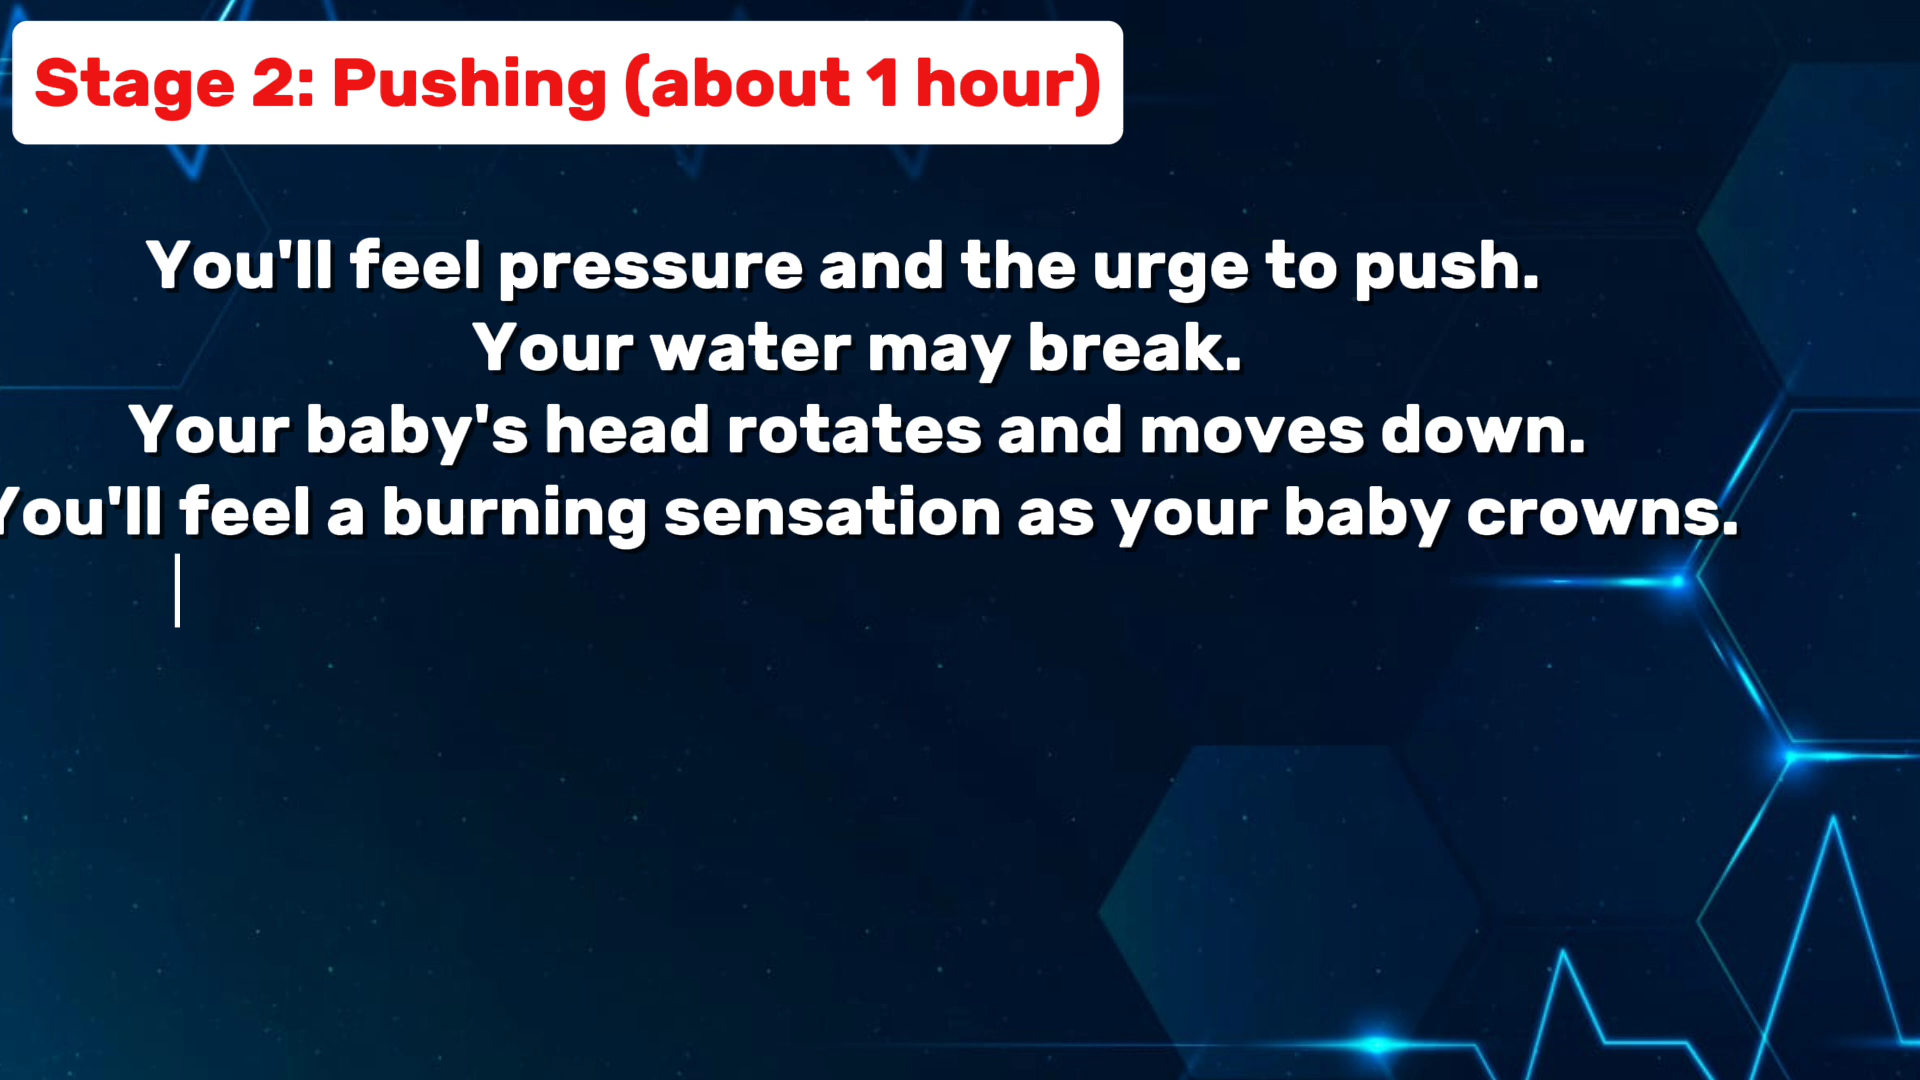 Stage 2: Pushing (about 1 hour)
You'll feel pressure and the urge to push.
Your water may break.
Your baby's head rotates and moves down.
You'll feel a burning sensation as your baby crowns.